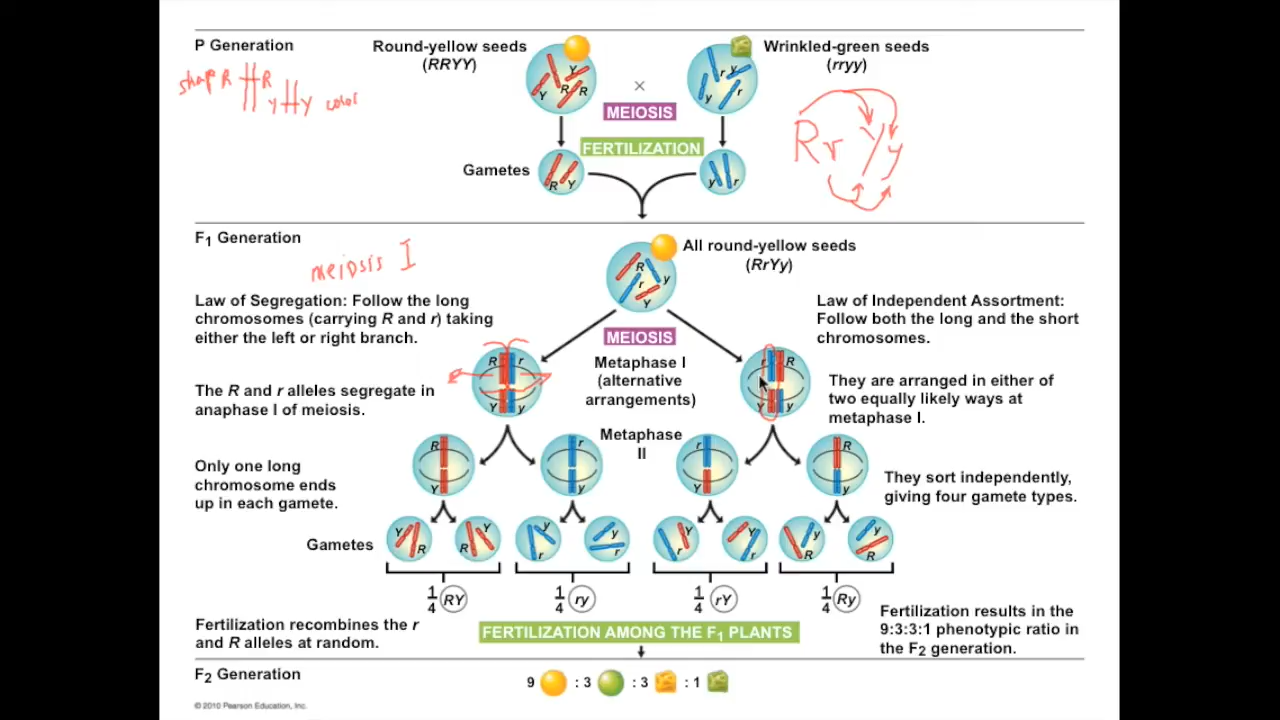 P Generation
Round-yellow seeds
(RRYY)
Wrinkled-green seeds
(rryy)
shape R R
Y Y color
Y
R
Y
R
r
y
y
r
×
MEIOSIS
FERTILIZATION
Gametes
R
Y
y
r
Rr Yy
F1 Generation
meiosis I
All round-yellow seeds
(RrYy)
R
y
r
Y
Law of Segregation: Follow the long
chromosomes (carrying R and r) taking
either the left or right branch.
Law of Independent Assortment:
Follow both the long and the short
chromosomes.
MEIOSIS
Metaphase I
(alternative
arrangements)
R r
Y y
r R
Y y
The R and r alleles segregate in
anaphase I of meiosis.
They are arranged in either of
two equally likely ways at
metaphase I.
Metaphase
II
R
Y
r
y
r
Y
R
y
Only one long
chromosome ends
up in each gamete.
They sort independently,
giving four gamete types.
Gametes
Y
R
Y
R
y
r
y
r
Y
r
Y
r
y
R
y
R
1/4 RY
1/4 ry
1/4 rY
1/4 Ry
Fertilization recombines the r
and R alleles at random.
FERTILIZATION AMONG THE F1 PLANTS
Fertilization results in the
9:3:3:1 phenotypic ratio in
the F2 generation.
F2 Generation
9 :3 :3 :1
© 2010 Pearson Education, Inc.